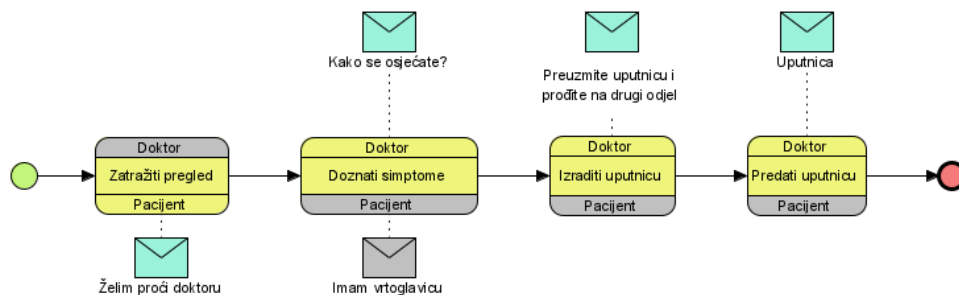 Kako se osjećate?
Preuzmite uputnicu i
prođite na drugi odjel
Uputnica
Doktor
Zatražiti pregled
Pacijent
Doktor
Doznati simptome
Pacijent
Doktor
Izraditi uputnicu
Pacijent
Doktor
Predati uputnicu
Pacijent
Želim proći doktoru
Imam vrtoglavicu